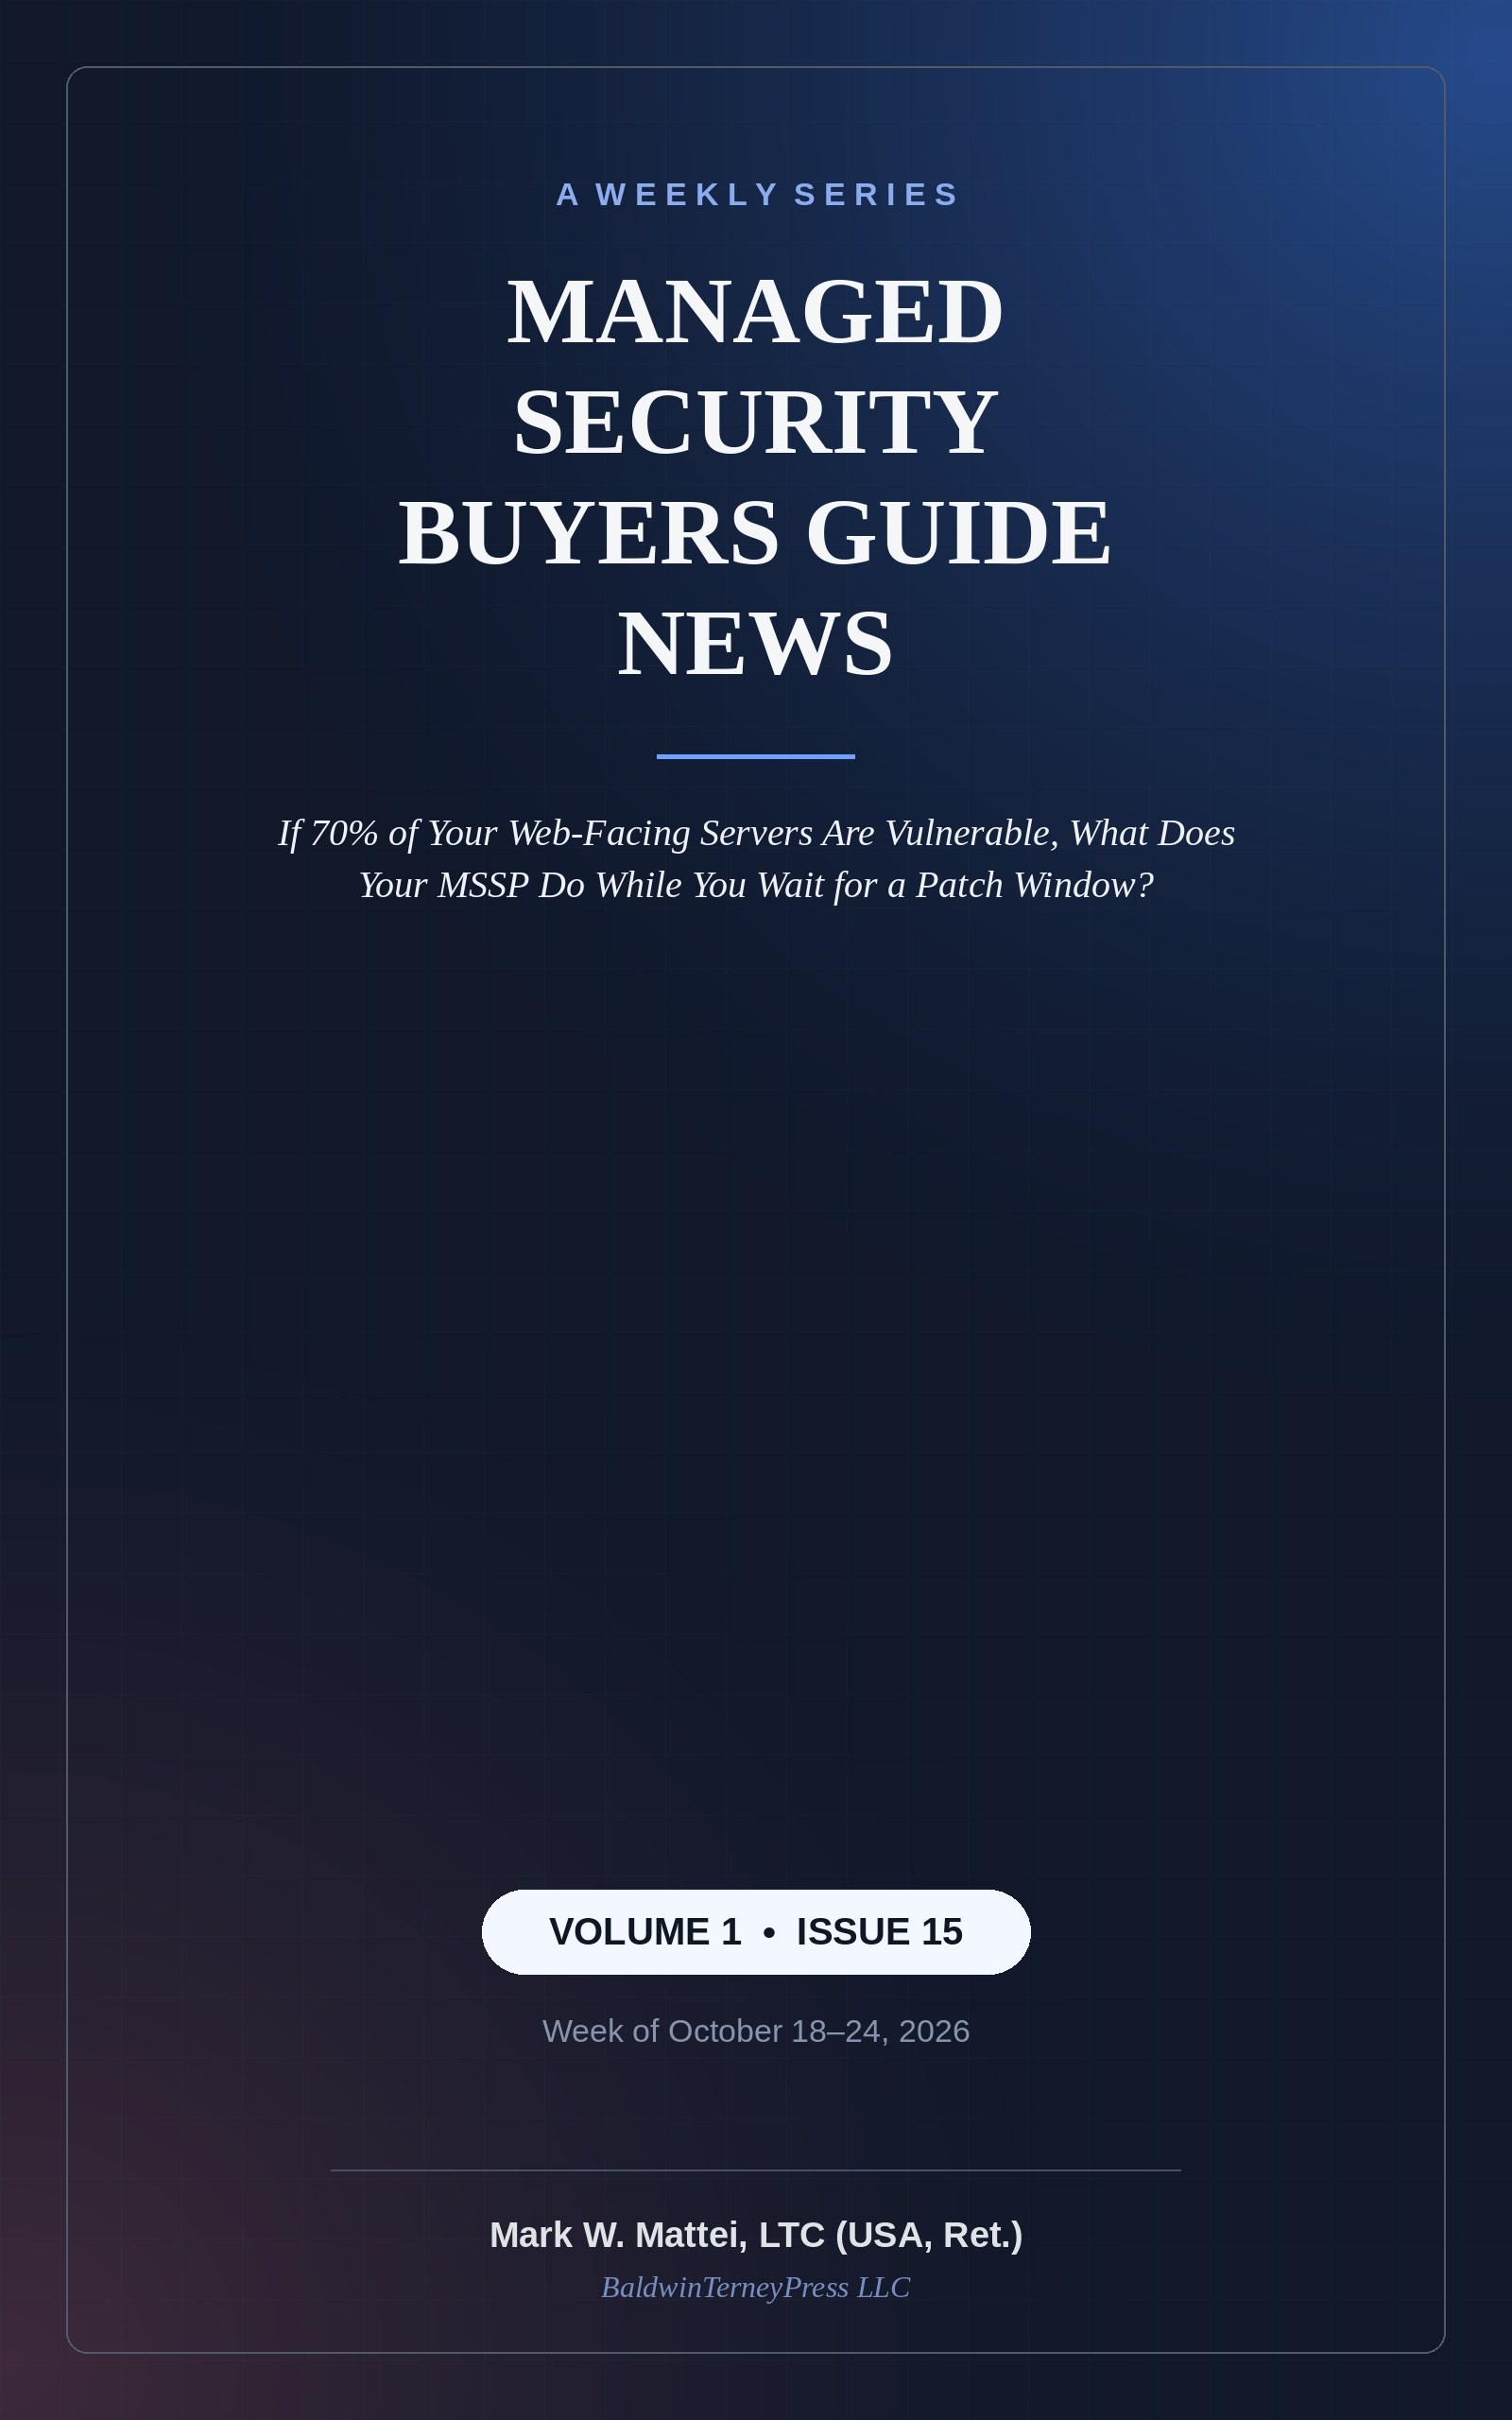 A WEEKLY SERIES
MANAGED
SECURITY
BUYERS GUIDE
NEWS
If 70% of Your Web-Facing Servers Are Vulnerable, What Does
Your MSSP Do While You Wait for a Patch Window?
VOLUME 1 • ISSUE 15
Week of October 18–24, 2026
Mark W. Mattei, LTC (USA, Ret.)
BaldwinTerneyPress LLC